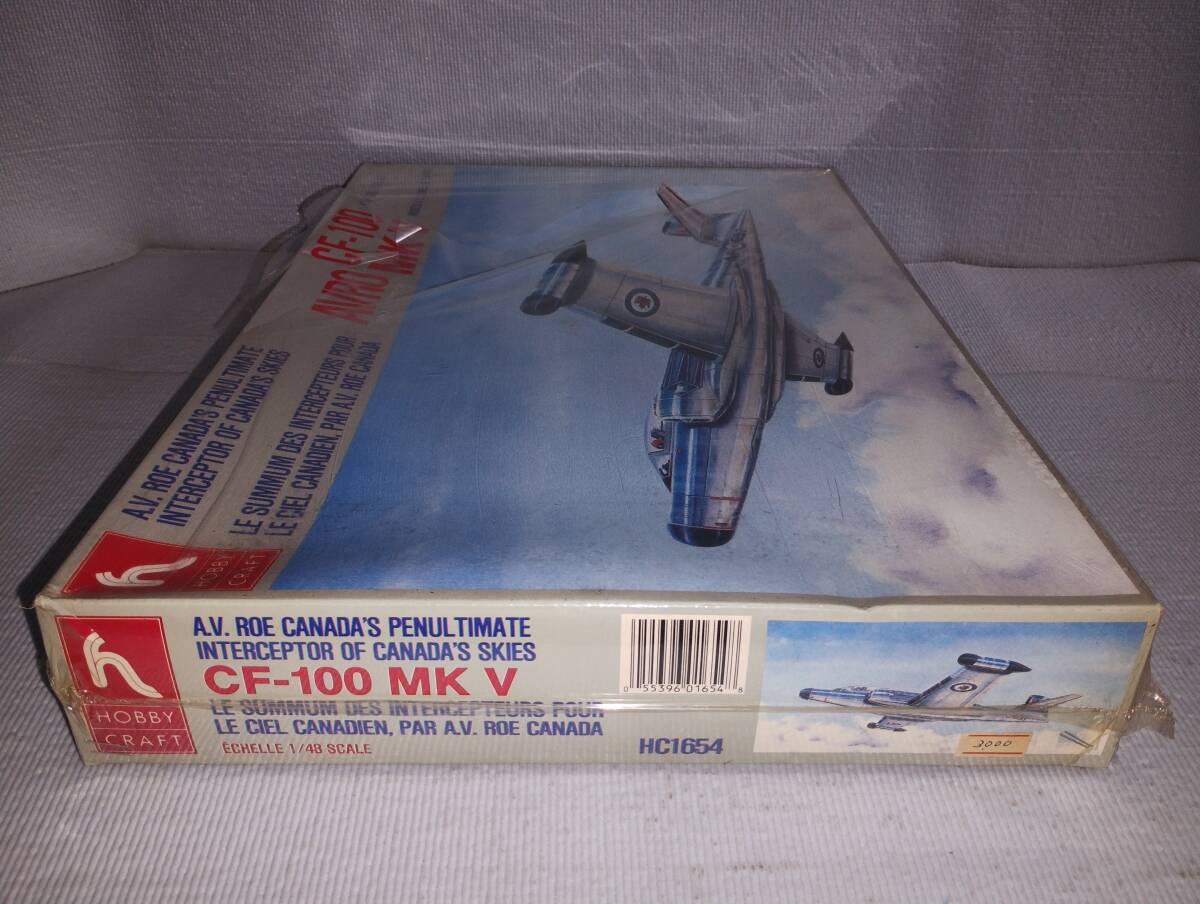 AVRO CF-100
MK V
A.V. ROE CANADA'S PENULTIMATE
INTERCEPTOR OF CANADA'S SKIES
LE SUMMUM DES INTERCEPTEURS POUR
LE CIEL CANADIEN, PAR A.V. ROE CANADA
HOBBY
CRAFT
A.V. ROE CANADA'S PENULTIMATE
INTERCEPTOR OF CANADA'S SKIES
CF-100 MK V
LE SUMMUM DES INTERCEPTEURS POUR
LE CIEL CANADIEN, PAR A.V. ROE CANADA
ÉCHELLE 1/48 SCALE
HOBBY
CRAFT
0 55396 01654 8
HC1654
3000